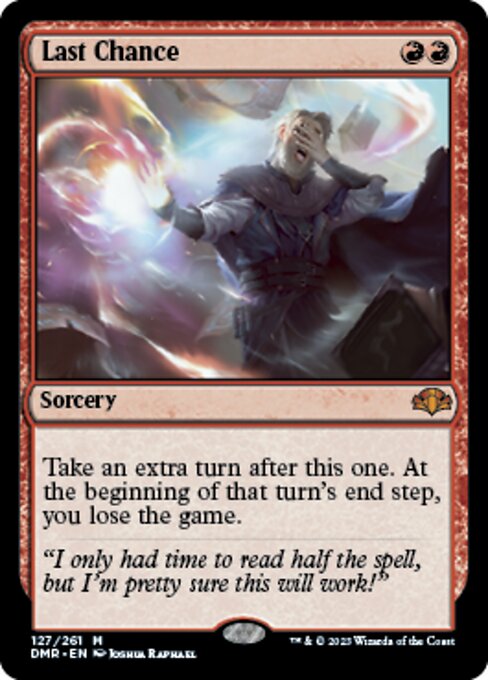 Last Chance
Sorcery
Take an extra turn after this one. At
the beginning of that turn's end step,
you lose the game.
“I only had time to read half the spell,
but I'm pretty sure this will work!”
127/261 M
DMR • EN Joshua Raphael
™ & © 2023 Wizards of the Coast